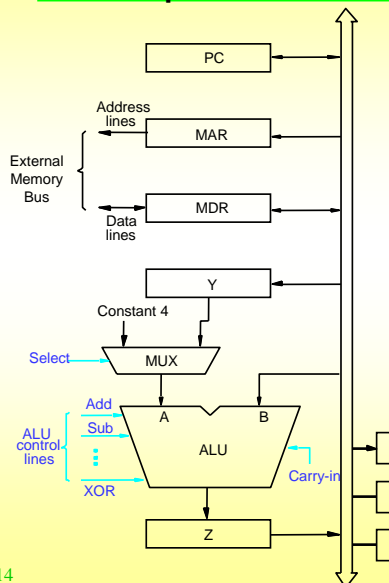 PC
Address
lines
MAR
External
Memory
Bus
MDR
Data
lines
Y
Constant 4
Select
MUX
Add
A
B
Sub
ALU
control
lines
ALU
Carry-in
XOR
Z
14